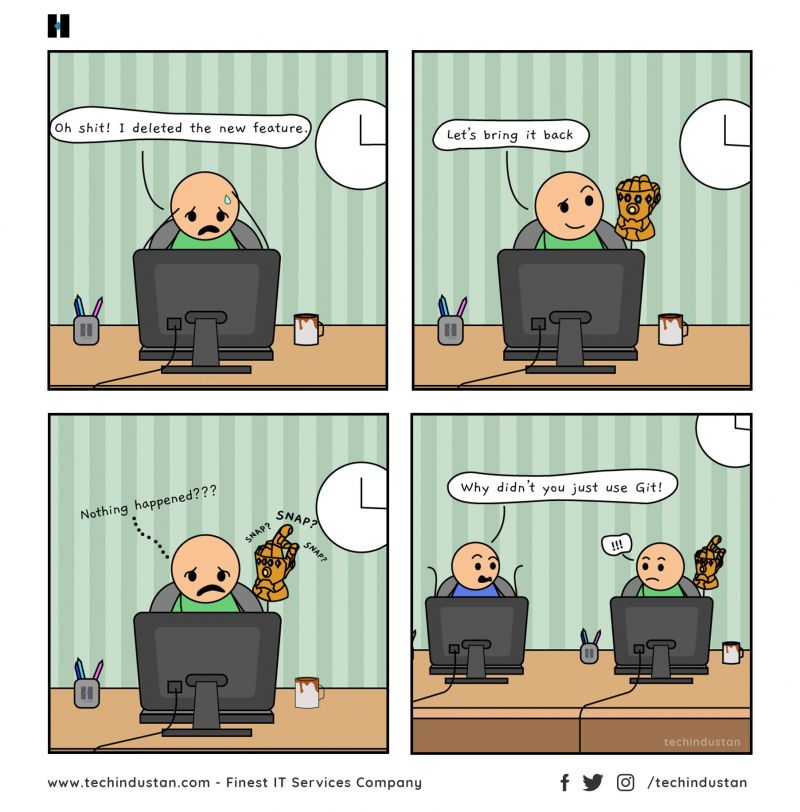 Oh shit! I deleted the new feature.
Let's bring it back
Nothing happened???
SNAP?
SNAP?
SNAP?
Why didn't you just use Git!
!!!
techindustan
www.techindustan.com - Finest IT Services Company
/techindustan